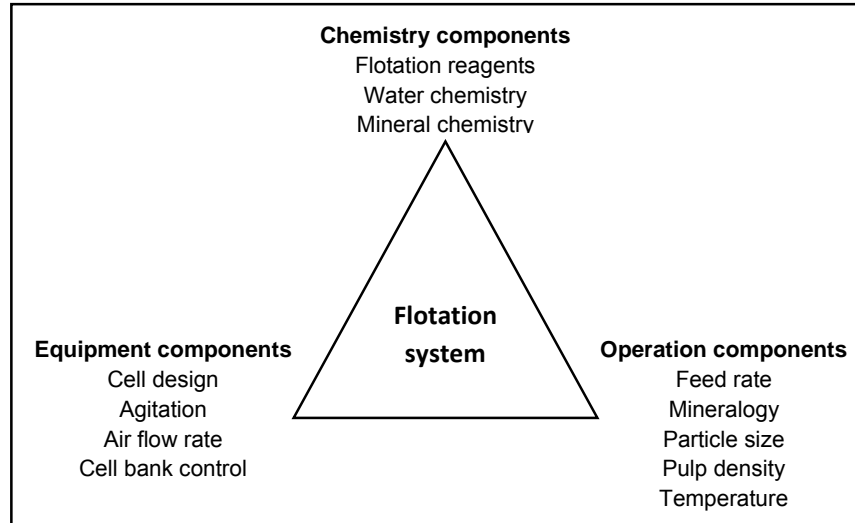 Chemistry components
Flotation reagents
Water chemistry
Mineral chemistry
Flotation
system
Equipment components
Cell design
Agitation
Air flow rate
Cell bank control
Operation components
Feed rate
Mineralogy
Particle size
Pulp density
Temperature